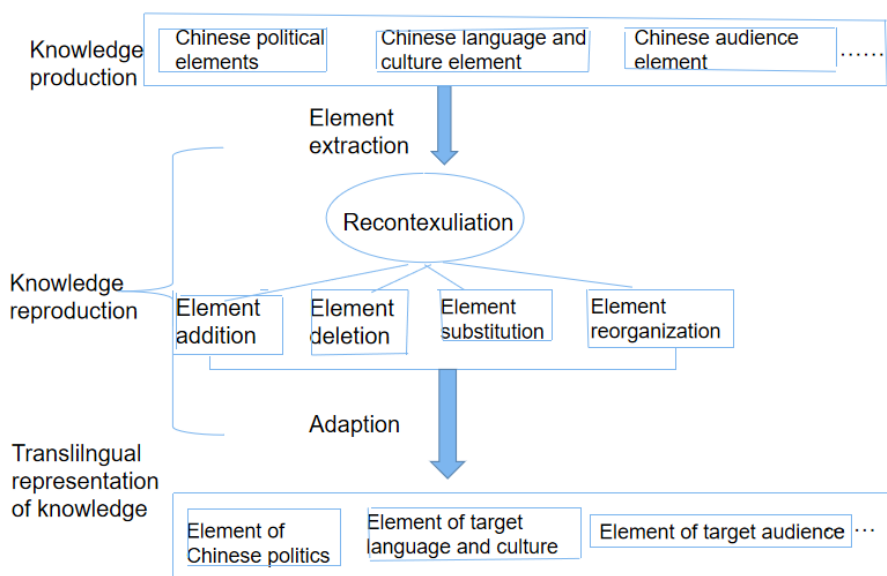 Knowledge
production
Chinese political
elements
Chinese language and
culture element
Chinese audience
element
······
Element
extraction
Recontexuliation
Knowledge
reproduction
Element
addition
Element
deletion
Element
substitution
Element
reorganization
Adaption
Translilngual
representation
of knowledge
Element of
Chinese politics
Element of target
language and culture
Element of target audience
···